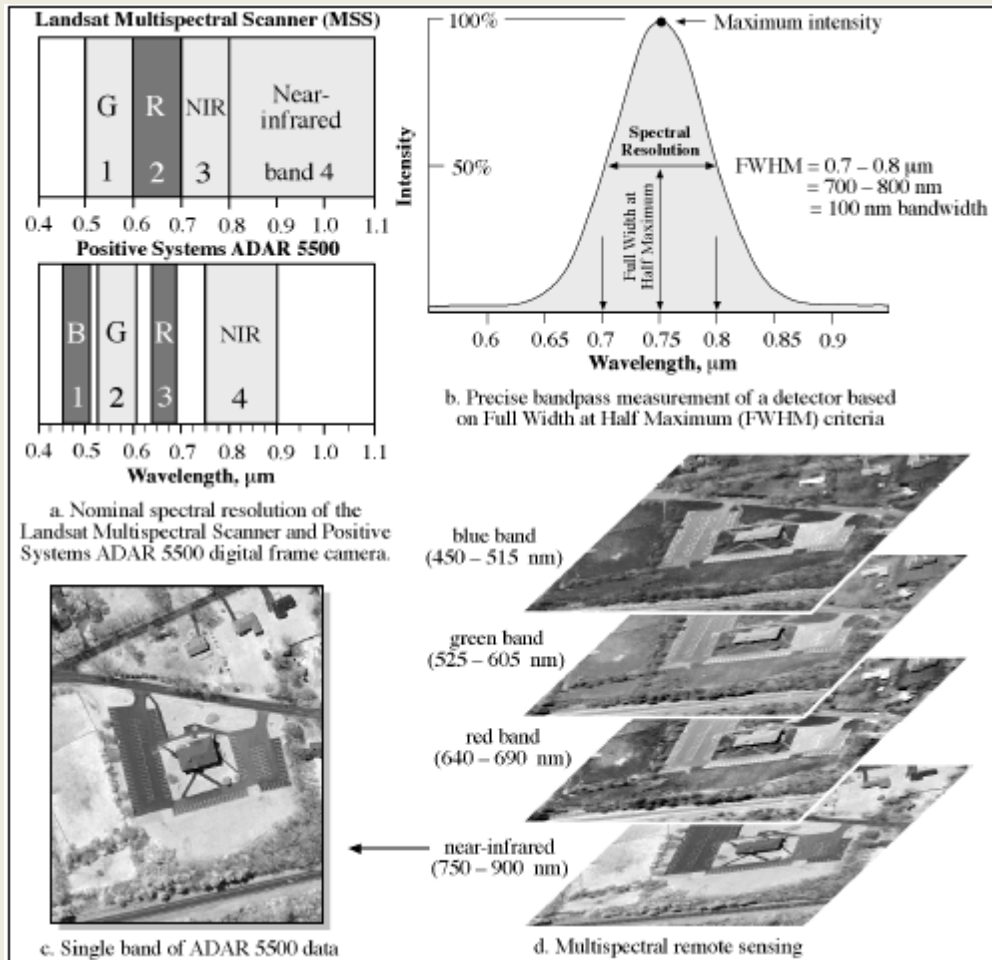 Landsat Multispectral Scanner (MSS)
G
R
NIR
Near-
infrared
1
2
3
band 4
0.4 0.5 0.6 0.7 0.8 0.9 1.0 1.1
Positive Systems ADAR 5500
B
G
R
NIR
1
2
3
4
0.4 0.5 0.6 0.7 0.8 0.9 1.0 1.1
Wavelength, µm
a. Nominal spectral resolution of the
Landsat Multispectral Scanner and Positive
Systems ADAR 5500 digital frame camera.
100%
Maximum intensity
Intensity
50%
Spectral
Resolution
Full Width at
Half Maximum
FWHM = 0.7 – 0.8 µm
= 700 – 800 nm
= 100 nm bandwidth
0.6 0.65 0.7 0.75 0.8 0.85 0.9
Wavelength, µm
b. Precise bandpass measurement of a detector based
on Full Width at Half Maximum (FWHM) criteria
blue band
(450 – 515 nm)
green band
(525 – 605 nm)
red band
(640 – 690 nm)
near-infrared
(750 – 900 nm)
c. Single band of ADAR 5500 data
d. Multispectral remote sensing